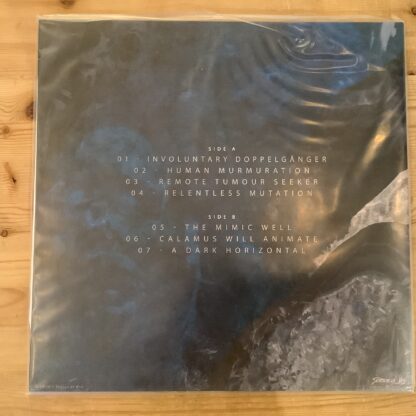 SIDE A
01 - INVOLUNTARY DOPPELGÄNGER
02 - HUMAN MURMURATION
03 - REMOTE TUMOUR SEEKER
04 - RELENTLESS MUTATION
SIDE B
05 - THE MIMIC WELL
06 - CALAMUS WILL ANIMATE
07 - A DARK HORIZONTAL